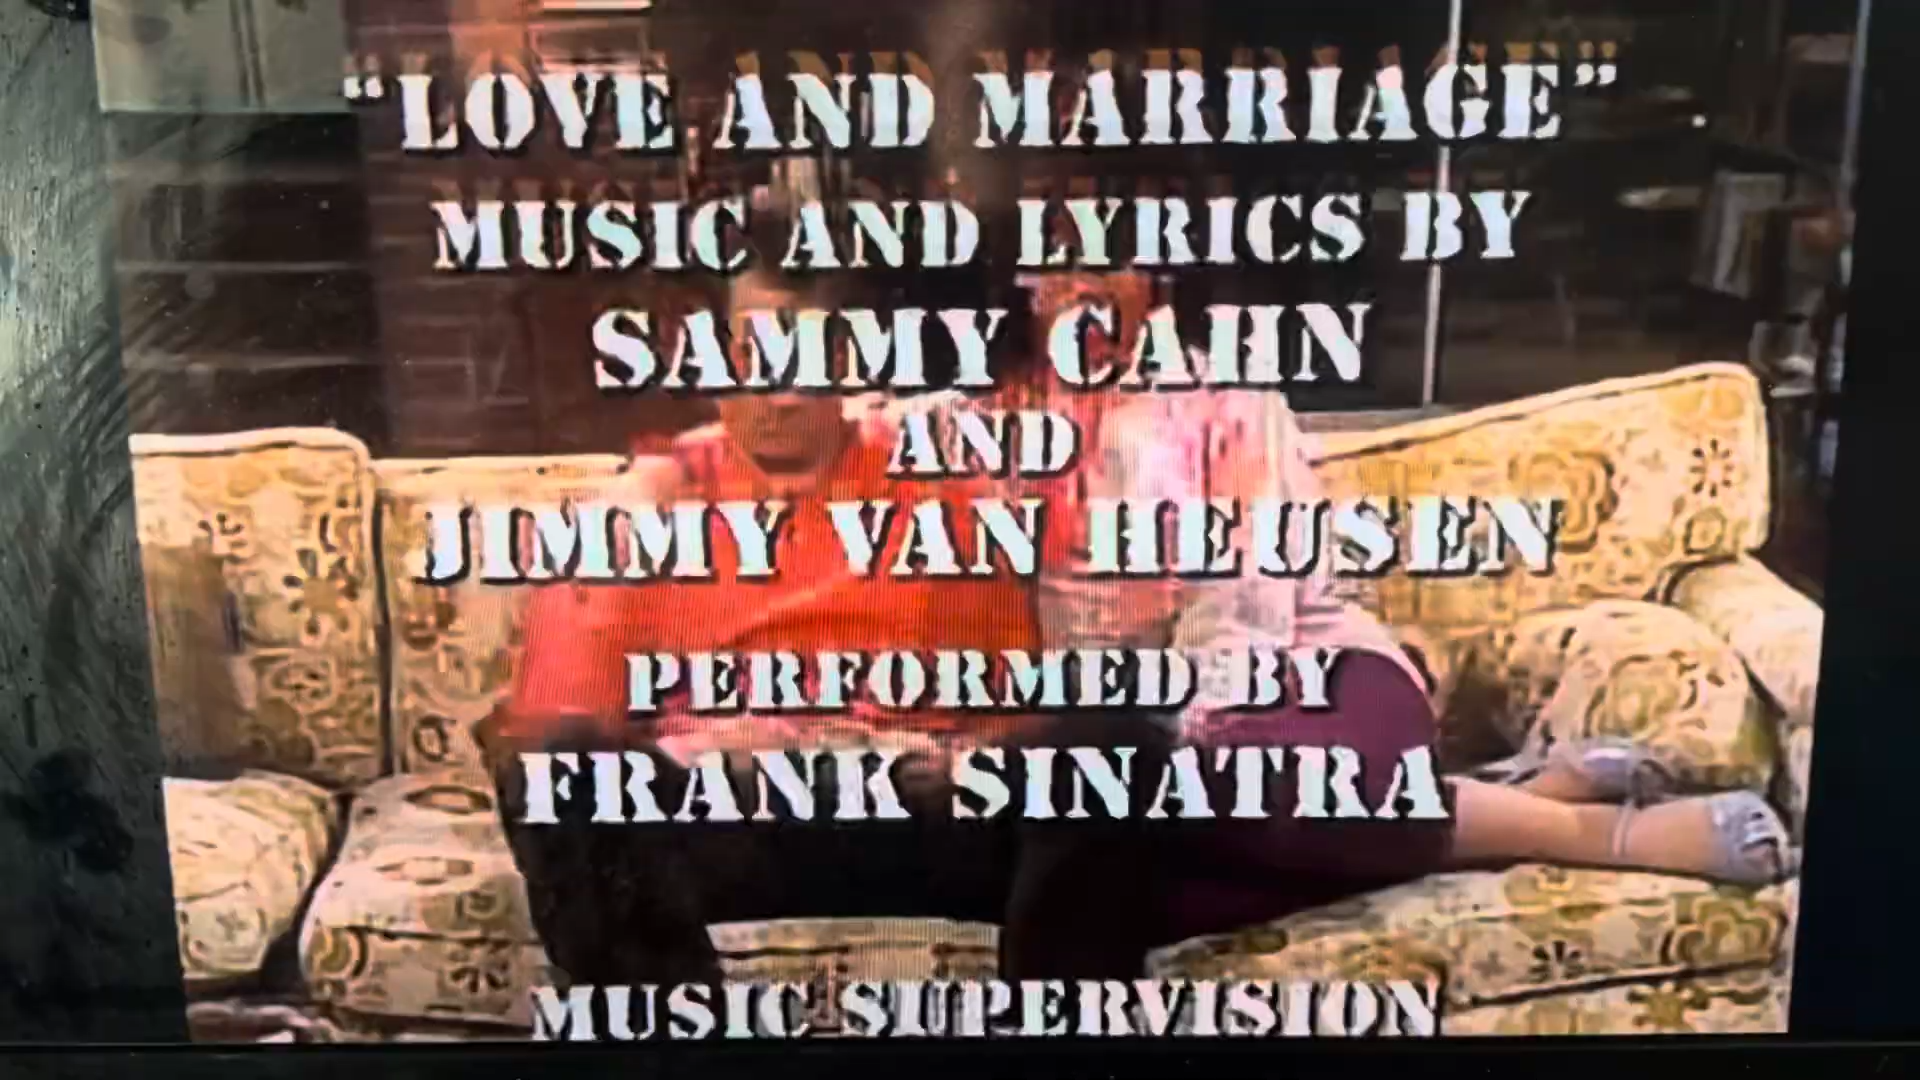 “LOVE AND MARRIAGE”
MUSIC AND LYRICS BY
SAMMY CAHN
AND
JIMMY VAN HEUSEN
PERFORMED BY
FRANK SINATRA
MUSIC SUPERVISION